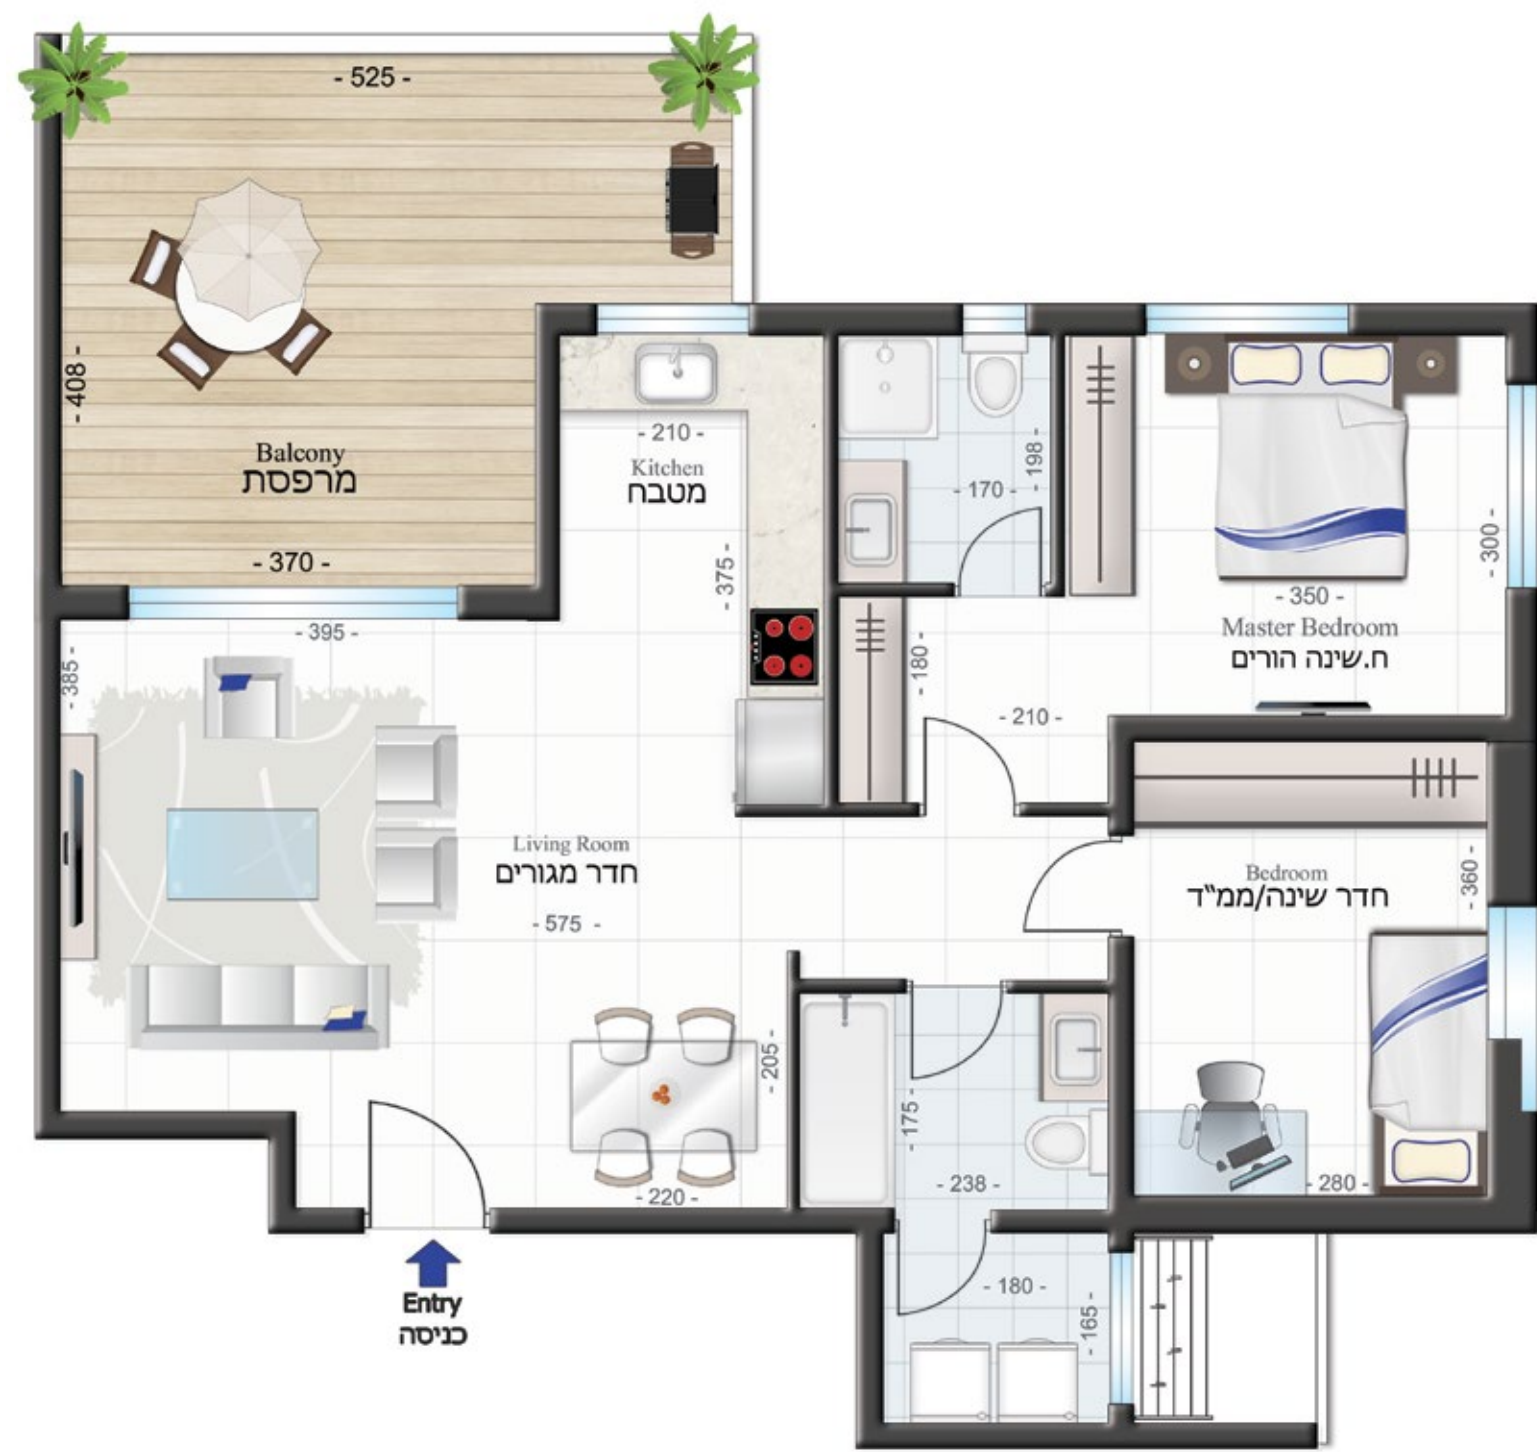 - 525 -
- 408 -
Balcony
מרפסת
- 370 -
- 210 -
Kitchen
מטבח
- 375 -
- 170 -
- 198 -
- 300 -
- 350 -
Master Bedroom
ח.שינה הורים
- 180 -
- 210 -
- 395 -
- 385 -
Living Room
חדר מגורים
- 575 -
Bedroom
חדר שינה/ממ"ד
- 360 -
- 205 -
- 220 -
- 175 -
- 238 -
- 280 -
- 180 -
- 165 -
Entry
כניסה